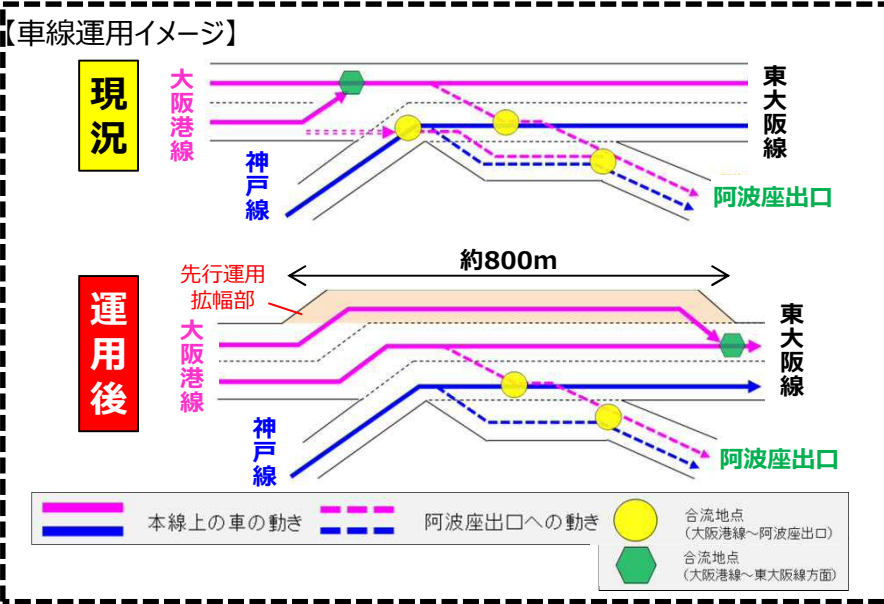 【車線運用イメージ】
現況
大阪港線
神戸線
東大阪線
阿波座出口
約800m
先行運用
拡幅部
運用後
大阪港線
神戸線
東大阪線
阿波座出口
本線上の車の動き
阿波座出口への動き
合流地点
(大阪港線～阿波座出口)
合流地点
(大阪港線～東大阪線方面)